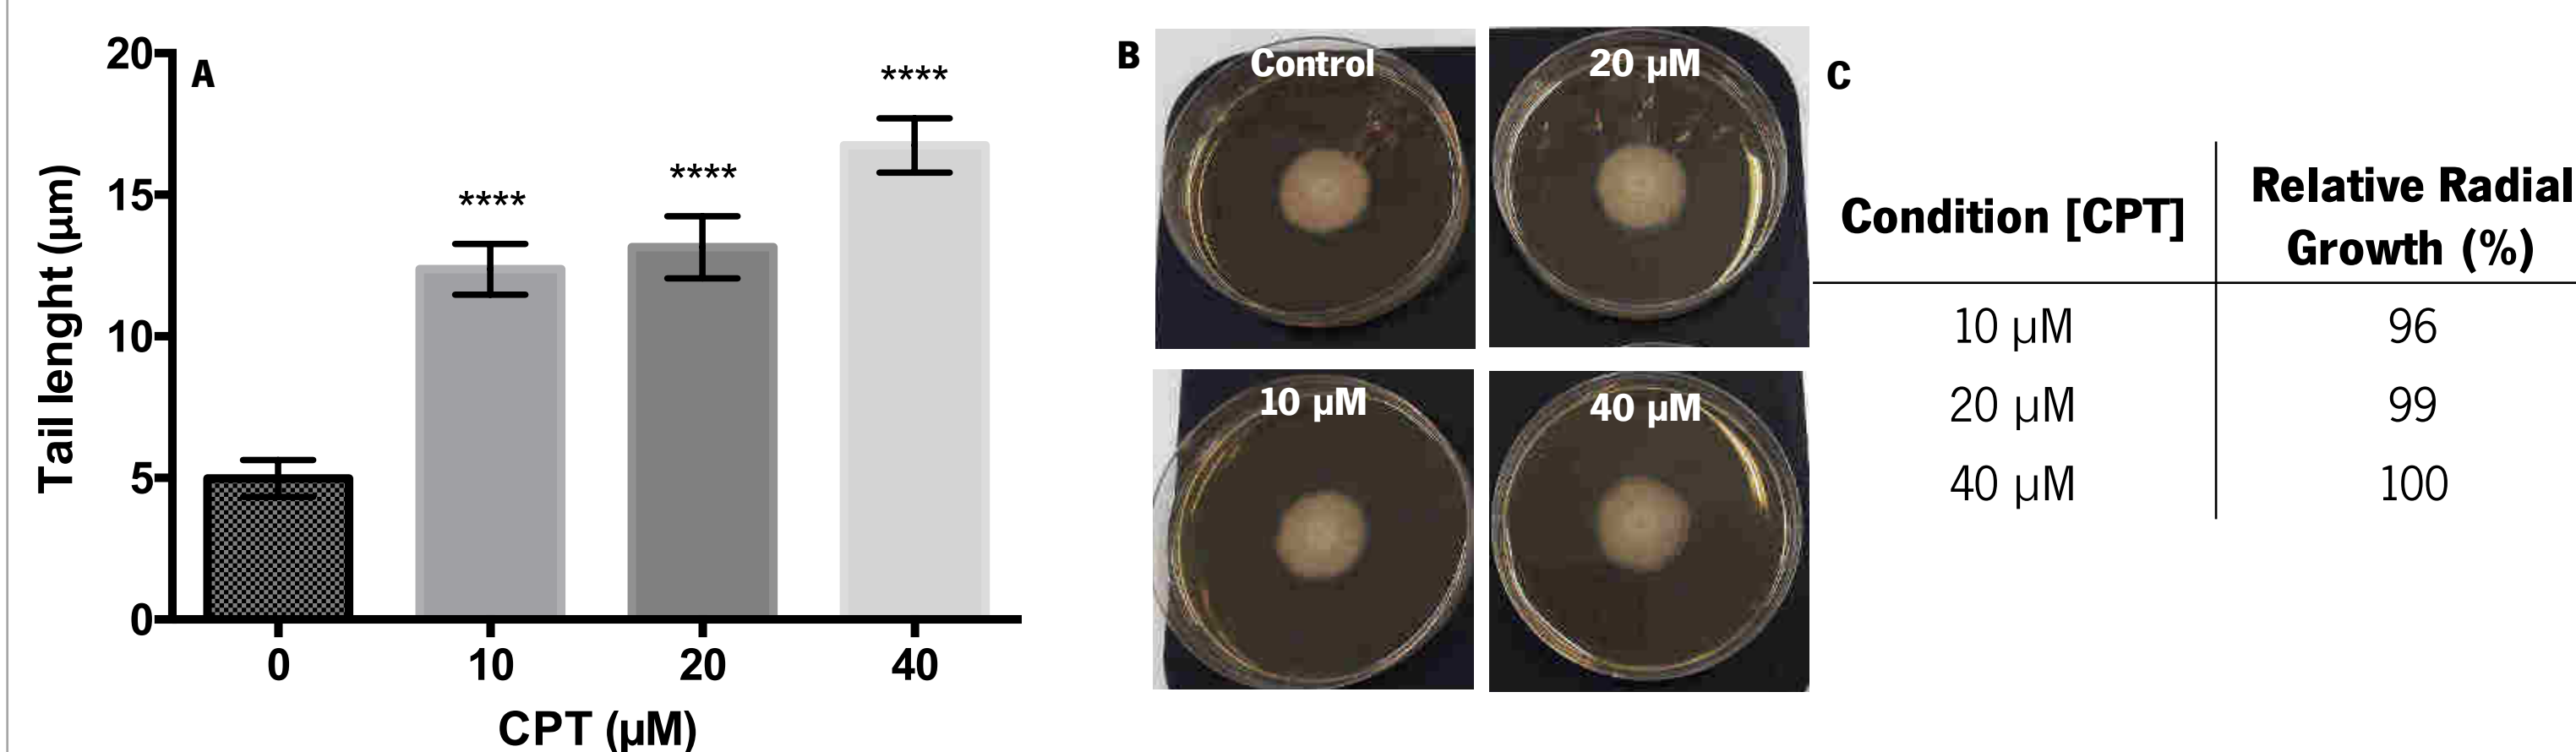 A
20
15
10
5
0
Tail lenght (µm)
****
****
****
0 10 20 40
CPT (µM)
B
Control
20 µM
10 µM
40 µM
C
Condition [CPT]
Relative Radial
Growth (%)
10 µM 96
20 µM 99
40 µM 100